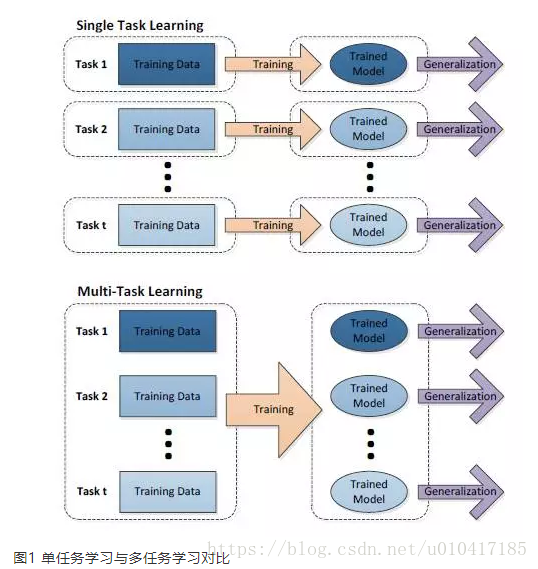 Single Task Learning
Task 1 Training Data Training Trained Model Generalization
Task 2 Training Data Training Trained Model Generalization
Task t Training Data Training Trained Model Generalization
Multi-Task Learning
Task 1 Training Data Trained Model Generalization
Task 2 Training Data Training Trained Model Generalization
Task t Training Data Trained Model Generalization
https://blog.csdn.net/u010417185
图1 单任务学习与多任务学习对比